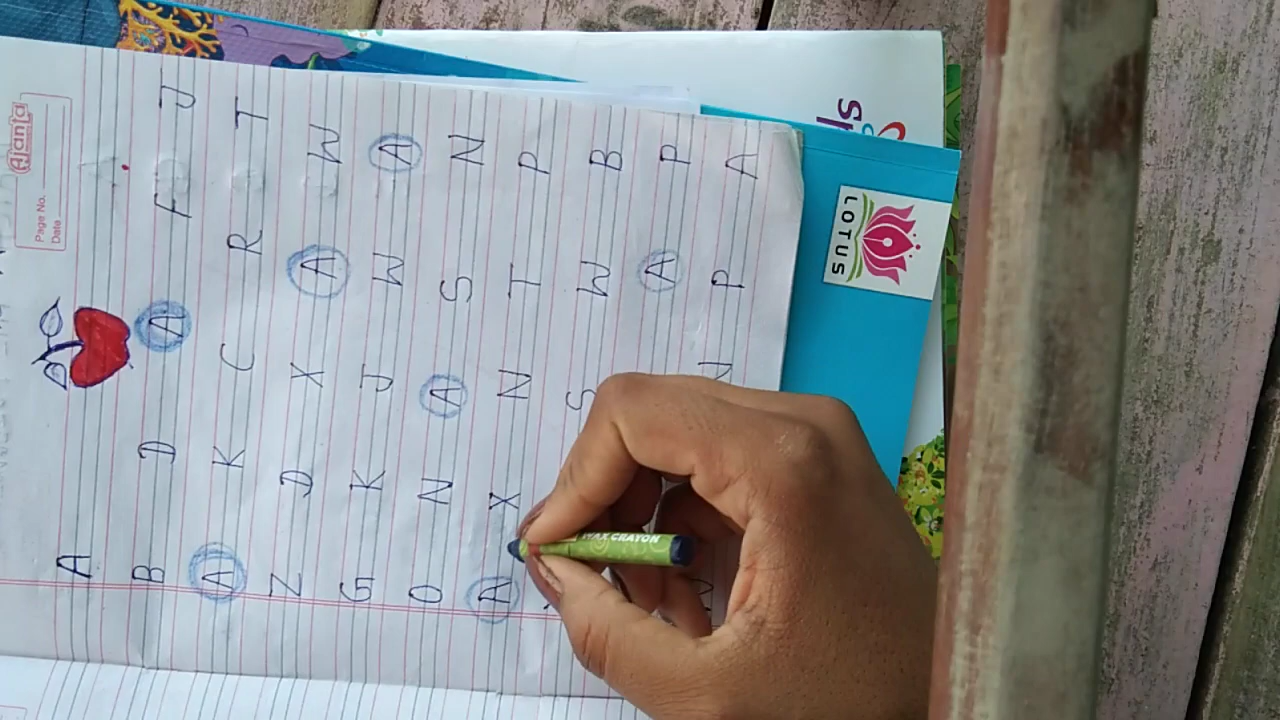 Ajanta
Page No.
Date
A
B D A F J
A K C R T
Z D X A W
G K J W A
O N A S N
A X N T P
S W B
A P
N N P A
WAX CRAYON
LOTUS